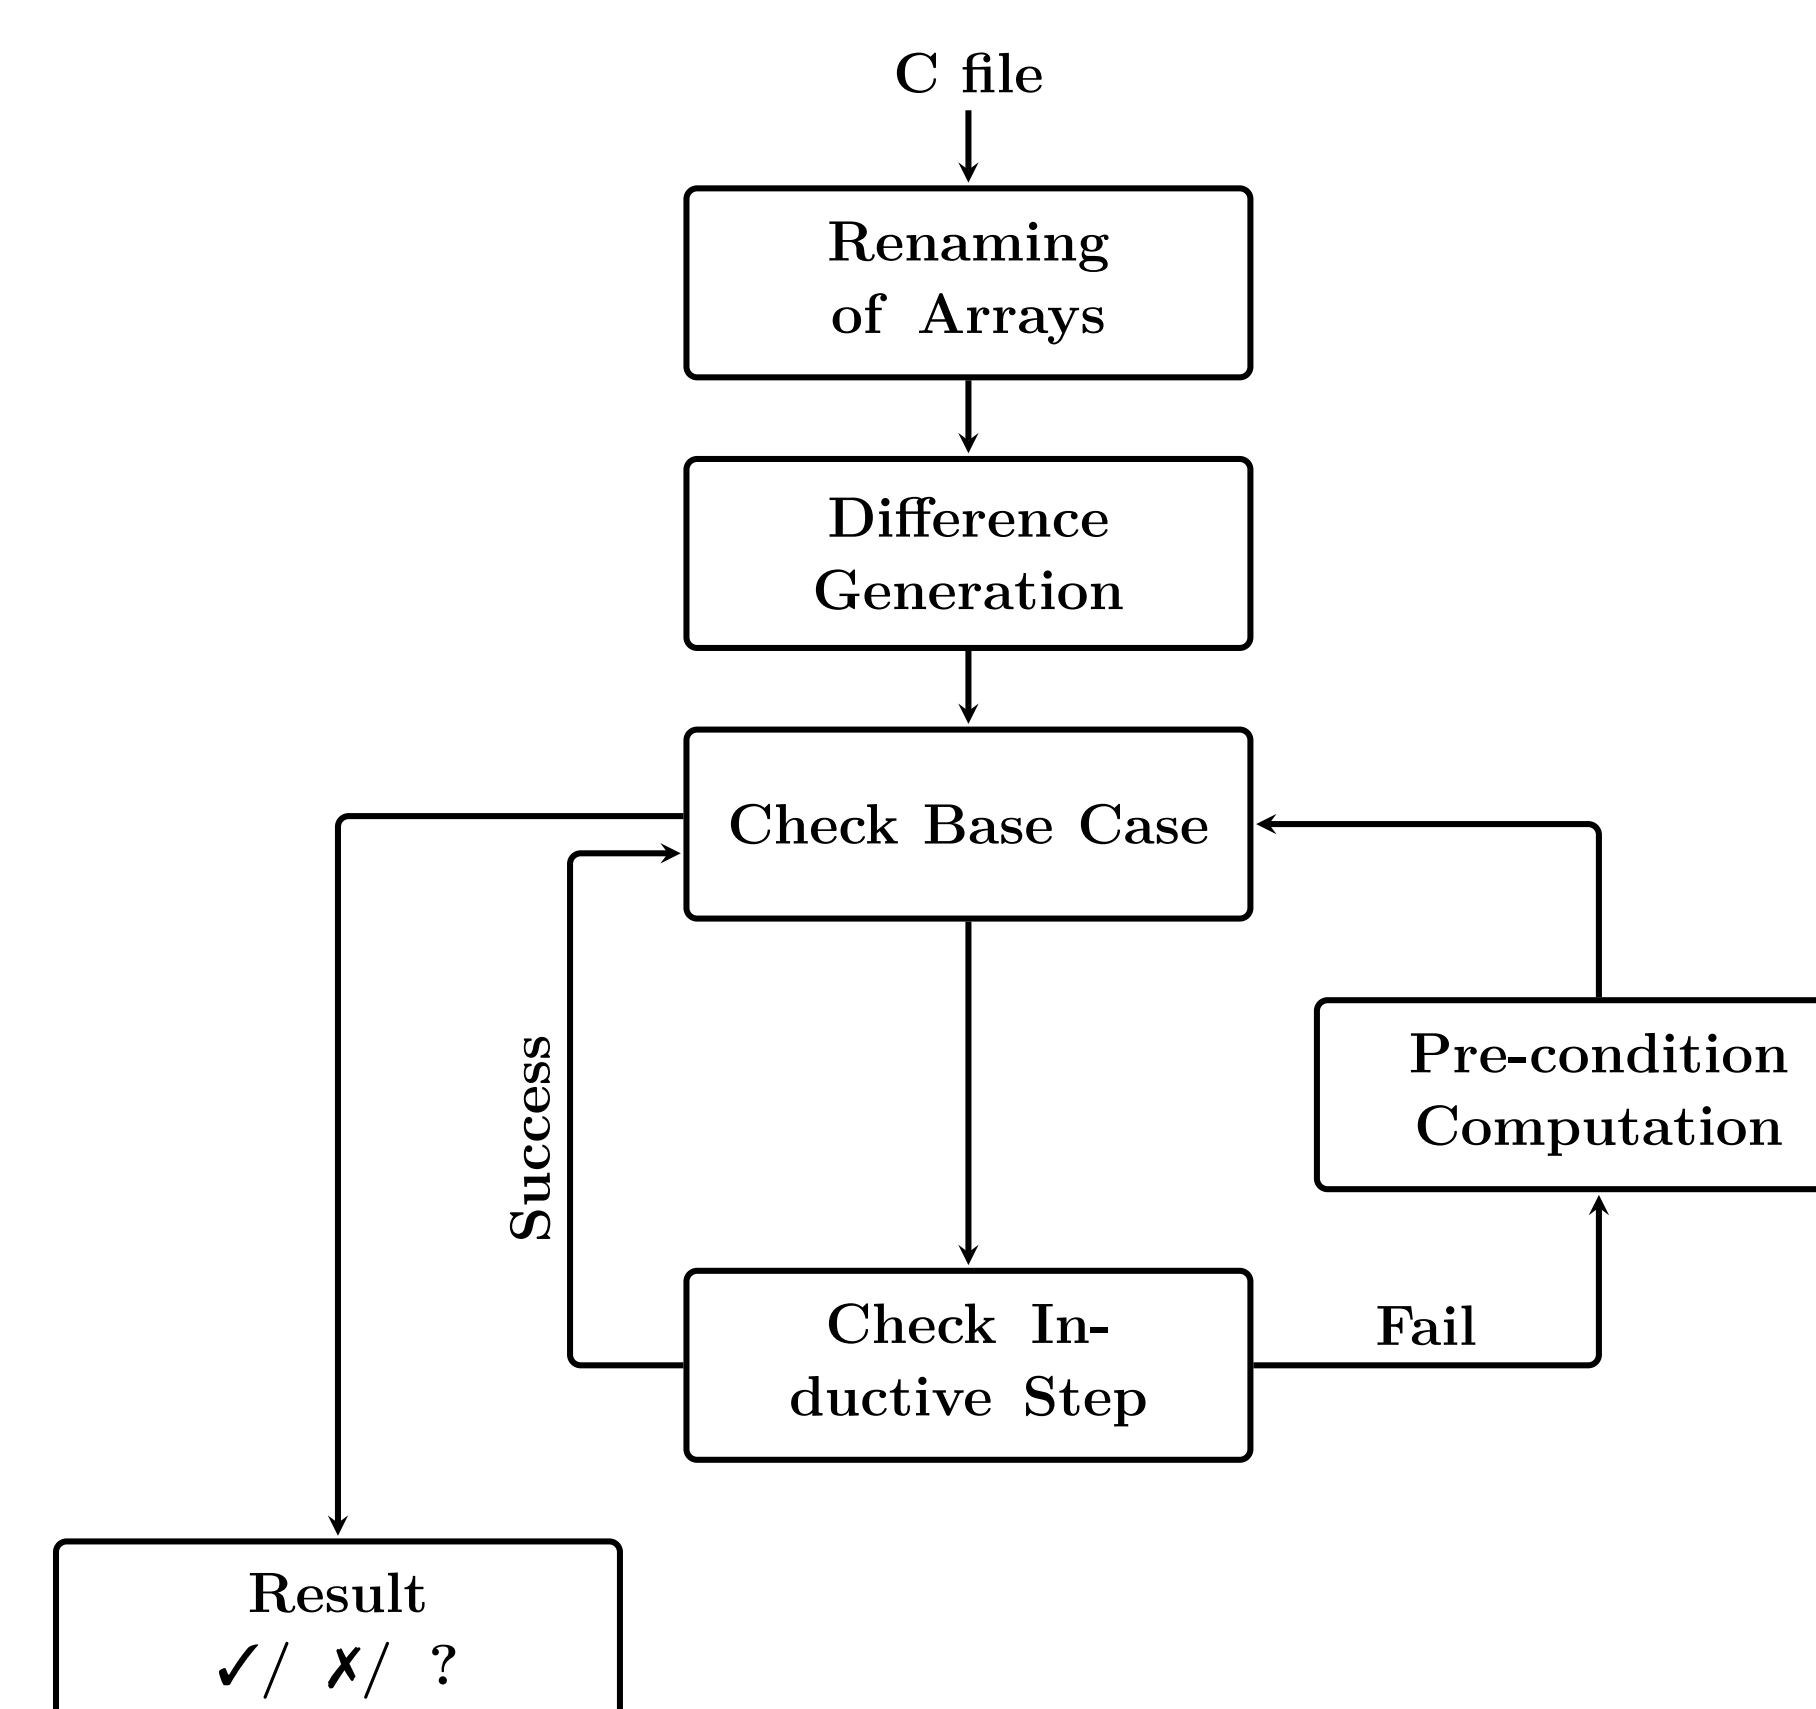 C file
Renaming
of Arrays
Difference
Generation
Check Base Case
Pre-condition
Computation
Success
Check In-
ductive Step
Fail
Result
✓/ ✗/ ?